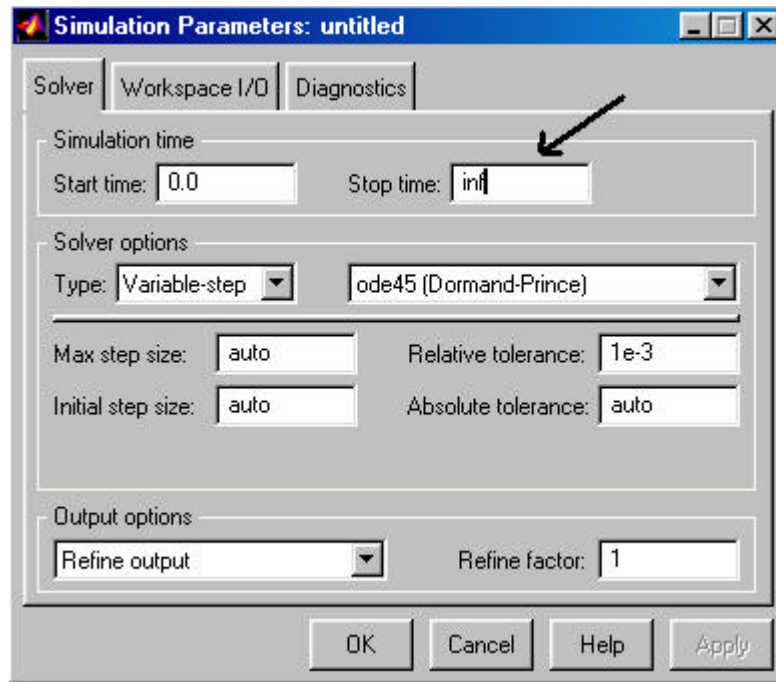 Simulation Parameters: untitled
Solver Workspace I/O Diagnostics
Simulation time
Start time: 0.0 Stop time: inf
Solver options
Type: Variable-step ode45 (Dormand-Prince)
Max step size: auto Relative tolerance: 1e-3
Initial step size: auto Absolute tolerance: auto
Output options
Refine output Refine factor: 1
OK Cancel Help Apply